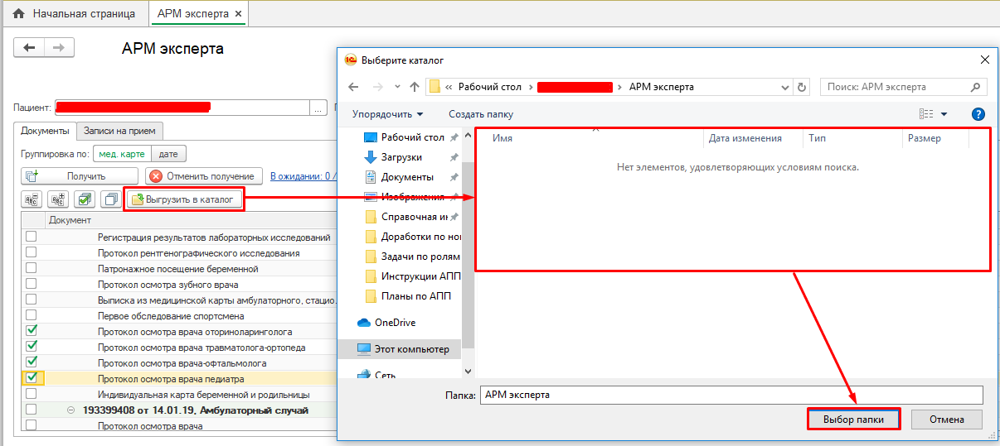 Начальная страница
АРМ эксперта ×
АРМ эксперта
Пациент:
...
Документы
Записи на прием
Группировка по:
мед. карте
дате
Получить
Отменить получение
В ожидании: 0 /
Выгрузить в каталог
Документ
Регистрация результатов лабораторных исследований
Протокол рентгенографического исследования
Патронажное посещение беременной
Протокол осмотра зубного врача
Выписка из медицинской карты амбулаторного, стацио...
Первое обследование спортсмена
Протокол осмотра врача оториноларинголога
Протокол осмотра врача травматолога-ортопеда
Протокол осмотра врача-офтальмолога
Протокол осмотра врача педиатра
Индивидуальная карта беременной и родильницы
193399408 от 14.01.19, Амбулаторный случай
Протокол осмотра врача
Выберите каталог
« Рабочий стол > > АРМ эксперта
Поиск: АРМ эксперта
Упорядочить
Создать папку
?
Рабочий стол
Загрузки
Документы
Изображения
Справочная ин
Доработки по нов
Задачи по ролям
Инструкции АПП
Планы по АПП
OneDrive
Этот компьютер
Сеть
Имя
Дата изменения
Тип
Размер
Нет элементов, удовлетворяющих условиям поиска.
Папка: АРМ эксперта
Выбор папки
Отмена